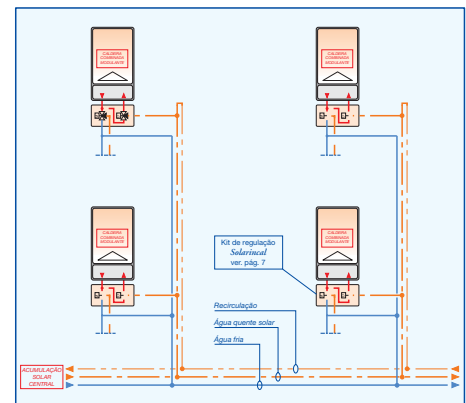 CALDEIRA
COMBINADA
MODULANTE
CALDEIRA
COMBINADA
MODULANTE
CALDEIRA
COMBINADA
MODULANTE
CALDEIRA
COMBINADA
MODULANTE
Kit de regulação
Solarincal
ver. pág. 7
Recirculação
Água quente solar
Água fria
ACUMULAÇÃO
SOLAR
CENTRAL